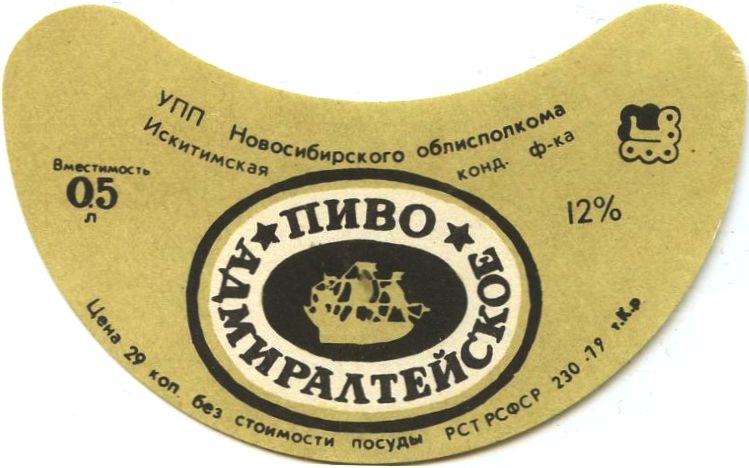 УПП Новосибирского облисполкома
Искитимская конд. ф-ка
Вместимость
0,5
л
12%
★ ПИВО ★
АДМИРАЛТЕЙСКОЕ
Цена 29 коп. без стоимости посуды РСТ РСФСР 230.79 т.К.р